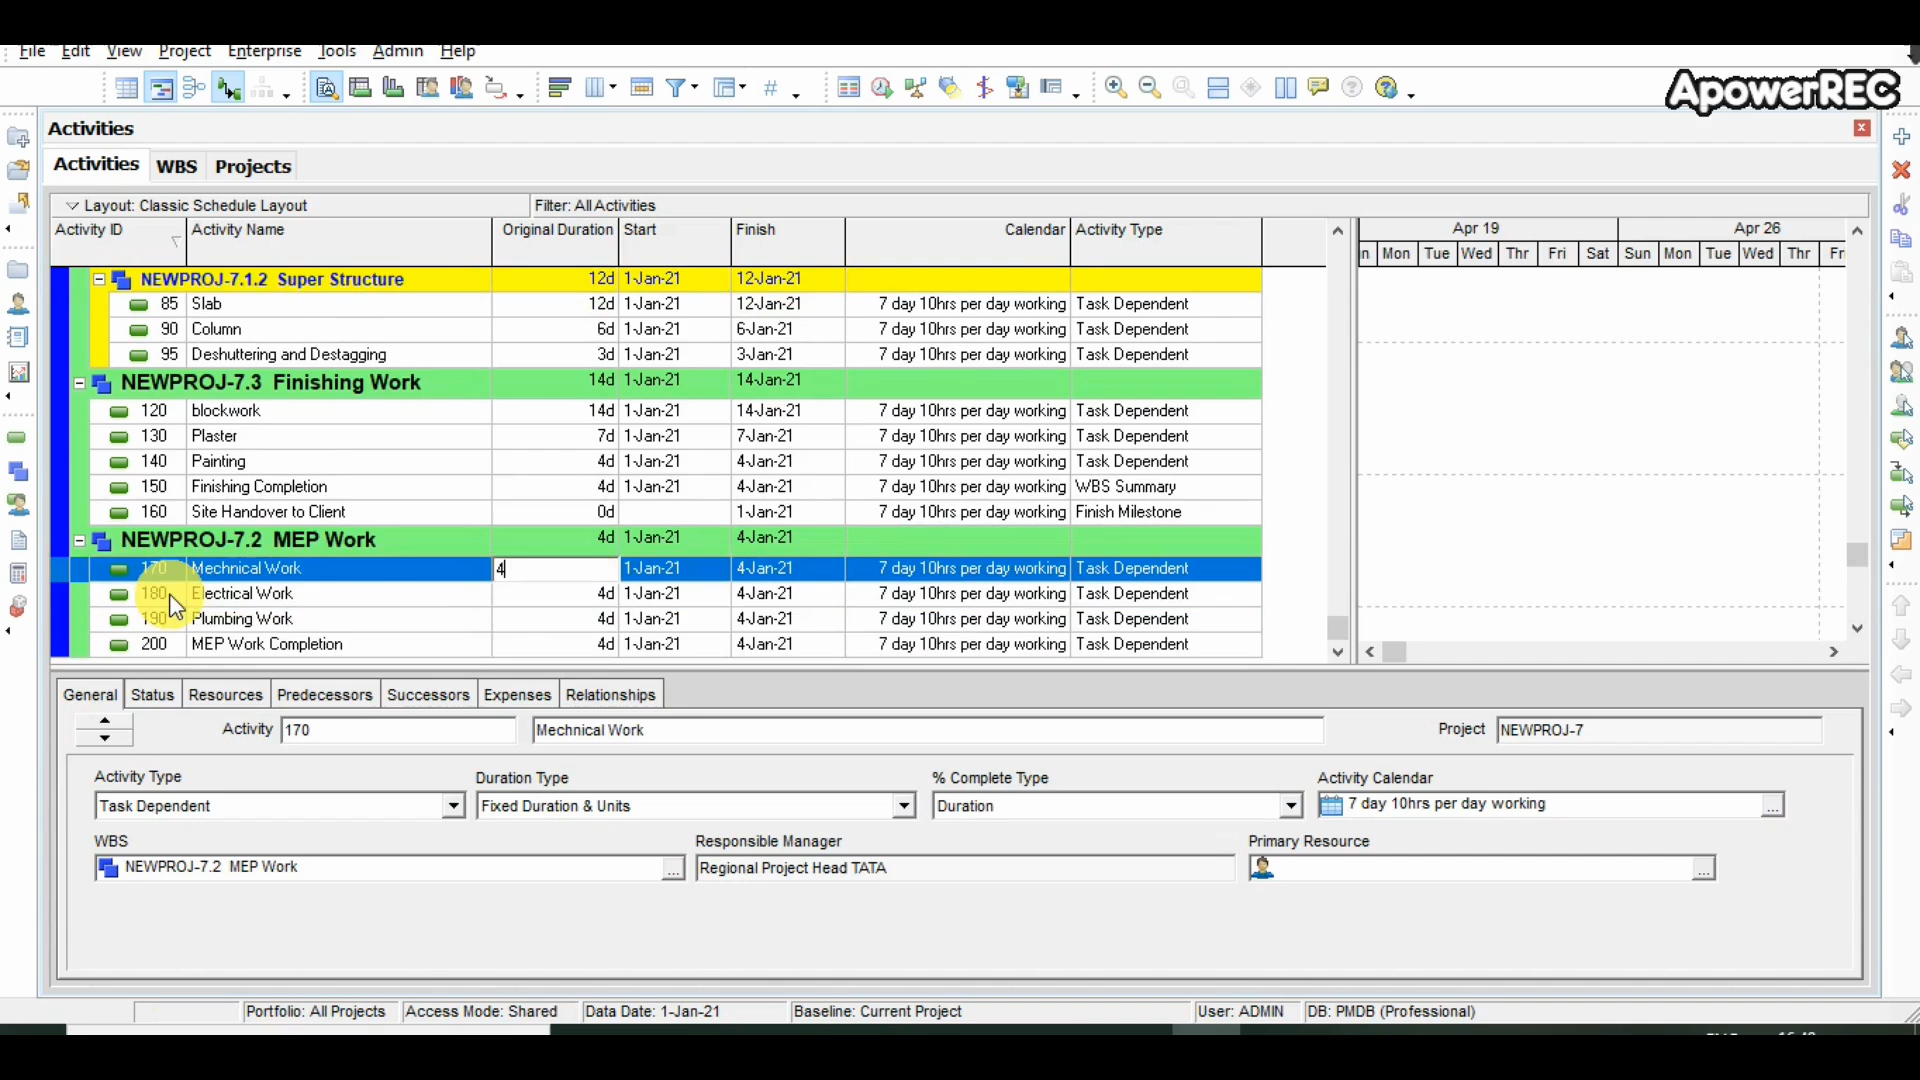 File Edit View Project Enterprise Tools Admin Help
ApowerREC
Activities
Activities WBS Projects
Layout: Classic Schedule Layout Filter: All Activities
Activity ID Activity Name Original Duration Start Finish Calendar Activity Type Apr 19 Apr 26
Mon Tue Wed Thr Fri Sat Sun Mon Tue Wed Thr Fr
NEWPROJ-7.1.2 Super Structure 12d 1-Jan-21 12-Jan-21
85 Slab 12d 1-Jan-21 12-Jan-21 7 day 10hrs per day working Task Dependent
90 Column 6d 1-Jan-21 6-Jan-21 7 day 10hrs per day working Task Dependent
95 Deshuttering and Destagging 3d 1-Jan-21 3-Jan-21 7 day 10hrs per day working Task Dependent
NEWPROJ-7.3 Finishing Work 14d 1-Jan-21 14-Jan-21
120 blockwork 14d 1-Jan-21 14-Jan-21 7 day 10hrs per day working Task Dependent
130 Plaster 7d 1-Jan-21 7-Jan-21 7 day 10hrs per day working Task Dependent
140 Painting 4d 1-Jan-21 4-Jan-21 7 day 10hrs per day working Task Dependent
150 Finishing Completion 4d 1-Jan-21 4-Jan-21 7 day 10hrs per day working WBS Summary
160 Site Handover to Client 0d 1-Jan-21 7 day 10hrs per day working Finish Milestone
NEWPROJ-7.2 MEP Work 4d 1-Jan-21 4-Jan-21
170 Mechnical Work 4 1-Jan-21 4-Jan-21 7 day 10hrs per day working Task Dependent
180 Electrical Work 4d 1-Jan-21 4-Jan-21 7 day 10hrs per day working Task Dependent
190 Plumbing Work 4d 1-Jan-21 4-Jan-21 7 day 10hrs per day working Task Dependent
200 MEP Work Completion 4d 1-Jan-21 4-Jan-21 7 day 10hrs per day working Task Dependent
General Status Resources Predecessors Successors Expenses Relationships
Activity 170 Mechnical Work Project NEWPROJ-7
Activity Type Duration Type % Complete Type Activity Calendar
Task Dependent Fixed Duration & Units Duration 7 day 10hrs per day working ...
WBS Responsible Manager Primary Resource
NEWPROJ-7.2 MEP Work ... Regional Project Head TATA ...
Portfolio: All Projects Access Mode: Shared Data Date: 1-Jan-21 Baseline: Current Project User: ADMIN DB: PMDB (Professional)